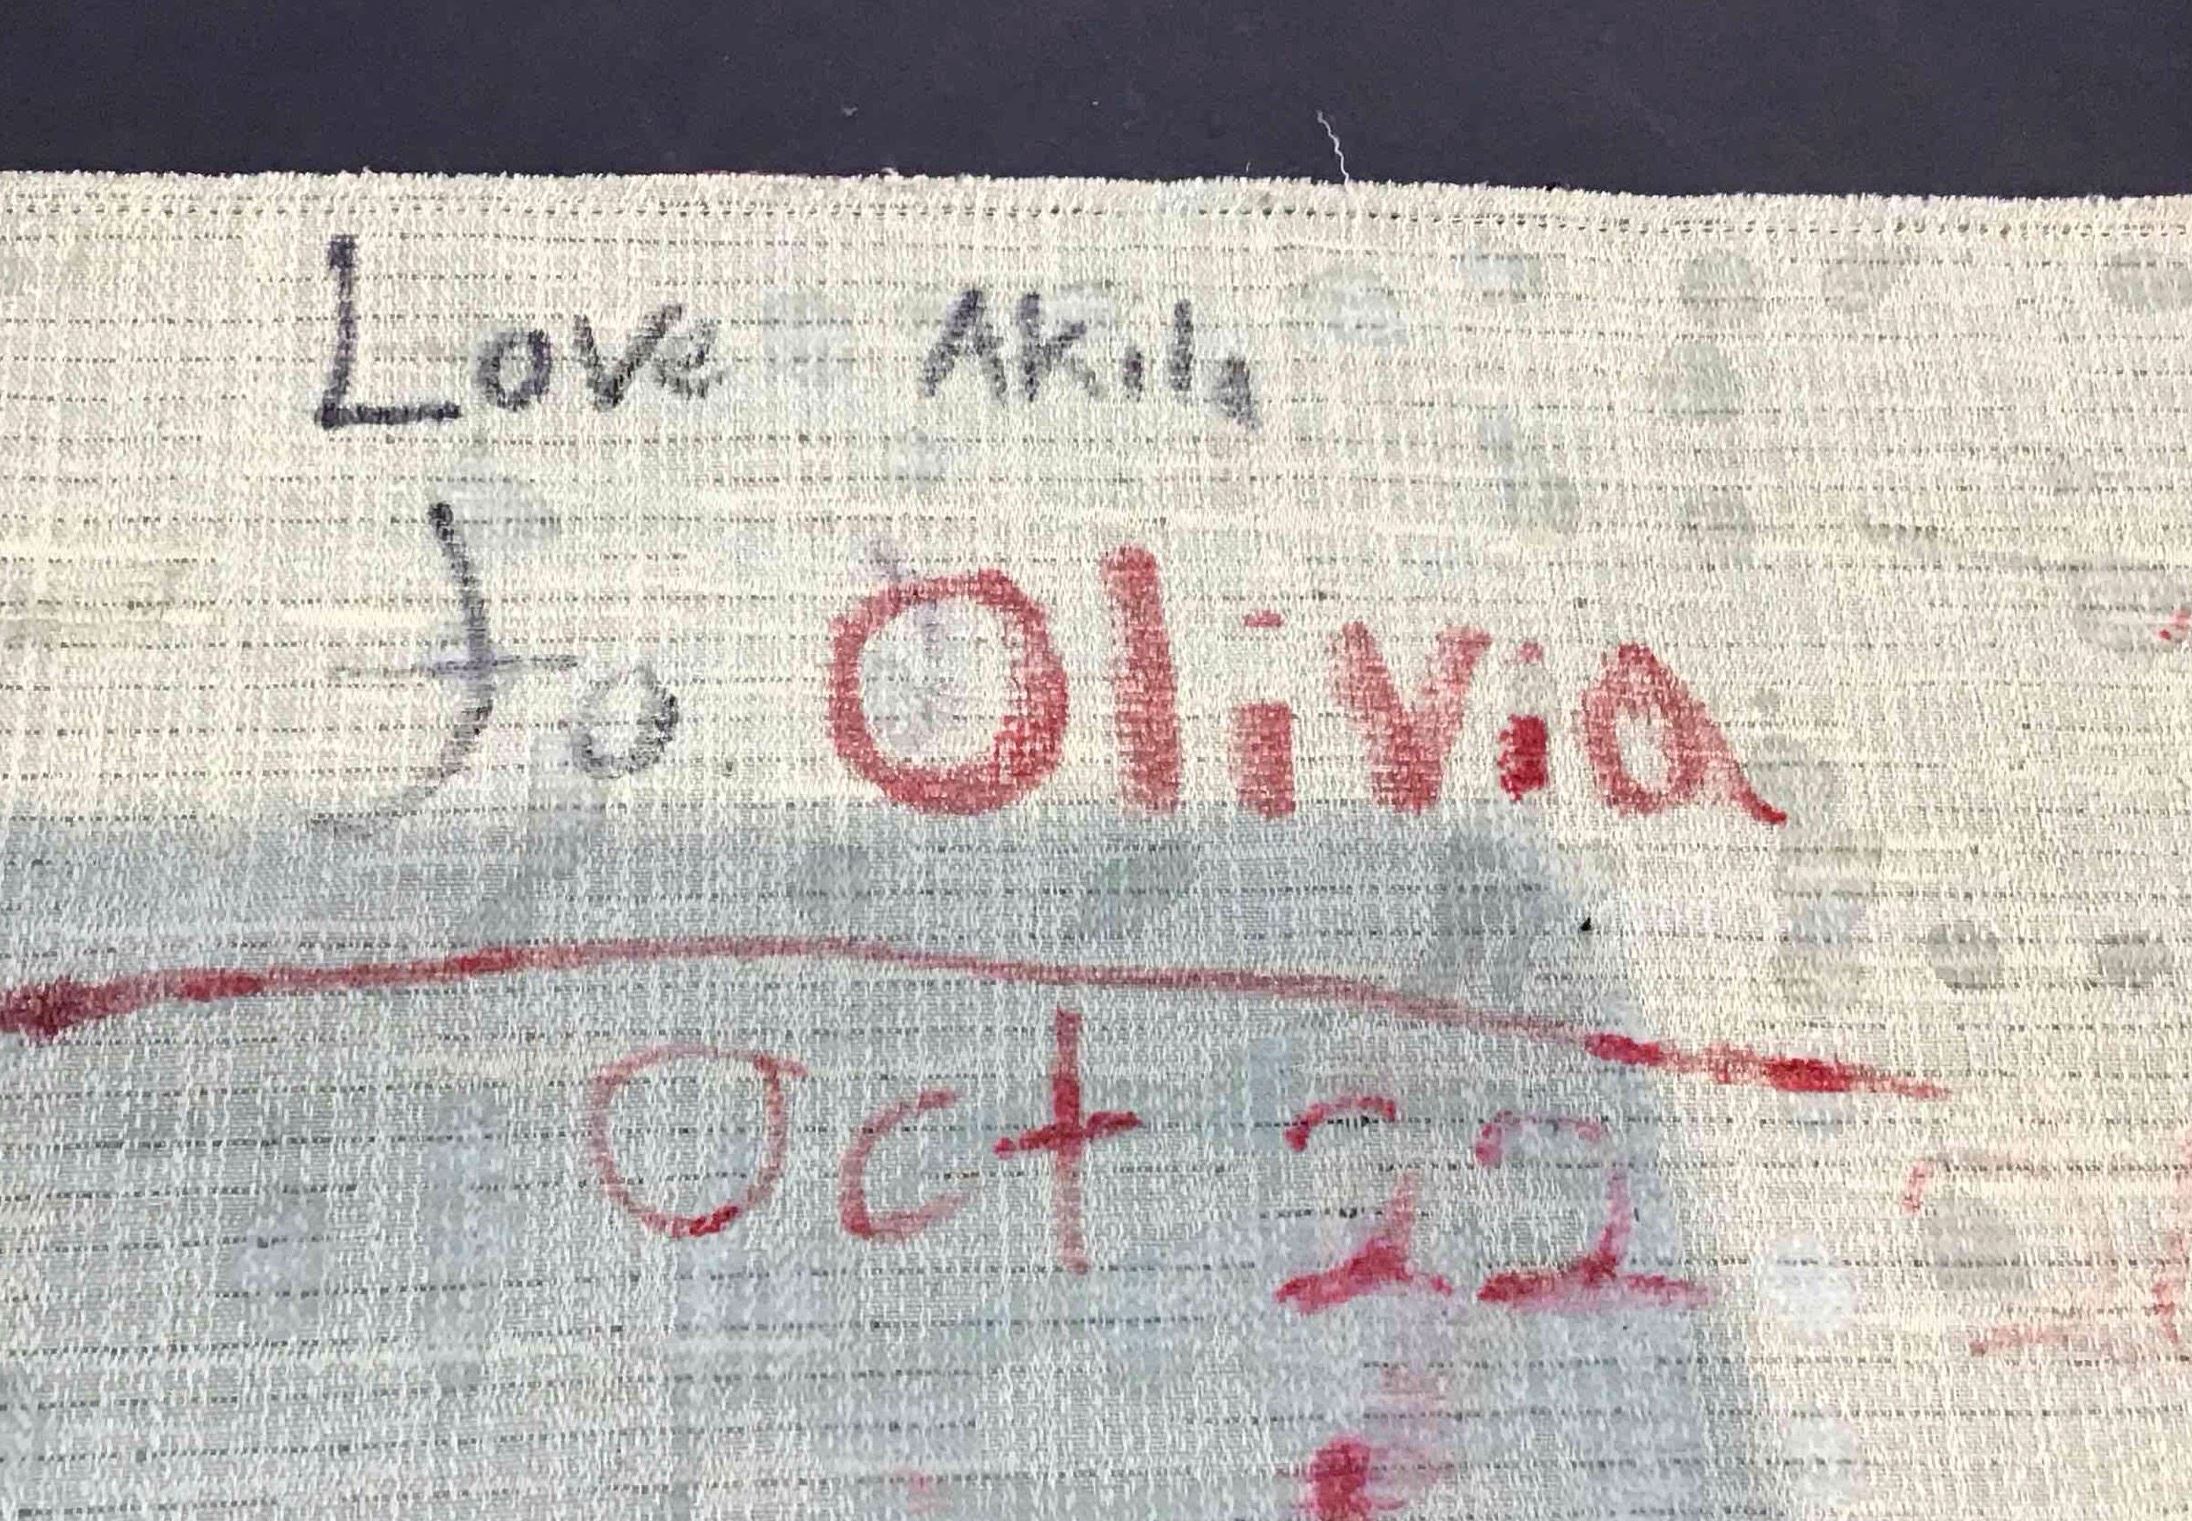 Love Akila
to Olivia
Oct 22